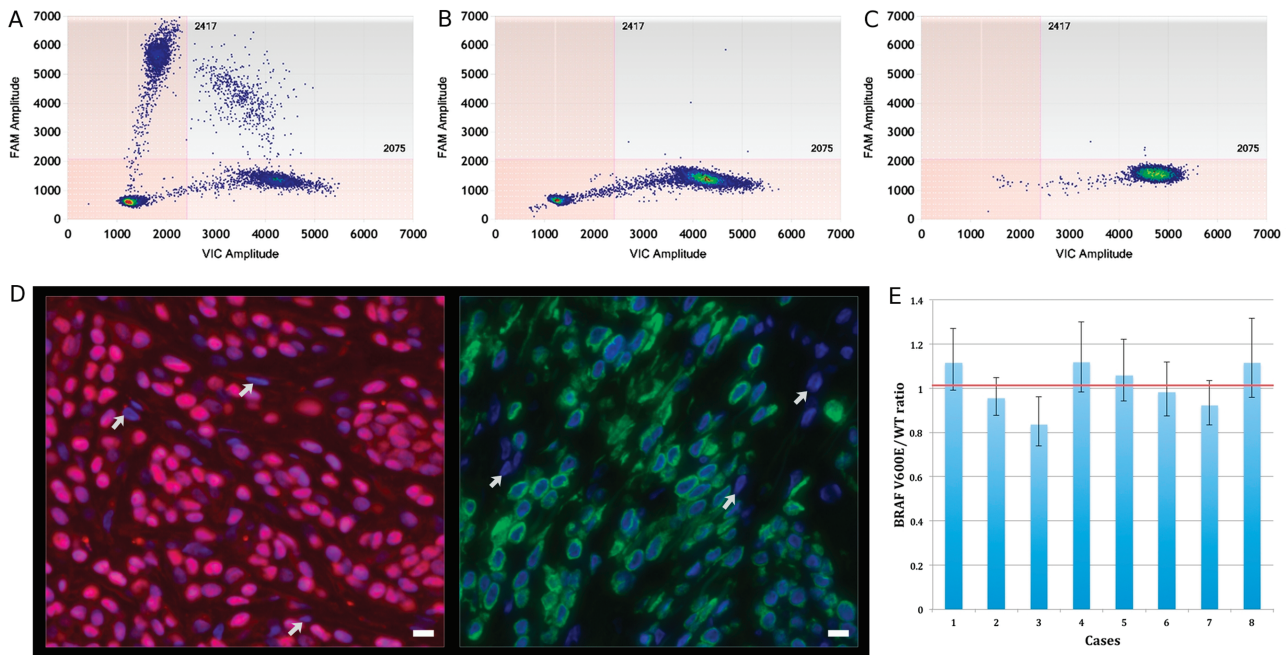 A
7000
6000
5000
4000
3000
2000
1000
0
FAM Amplitude
2417
2075
0 1000 2000 3000 4000 5000 6000 7000
VIC Amplitude
B
7000
6000
5000
4000
3000
2000
1000
0
FAM Amplitude
2417
2075
0 1000 2000 3000 4000 5000 6000 7000
VIC Amplitude
C
7000
6000
5000
4000
3000
2000
1000
0
FAM Amplitude
2417
2075
0 1000 2000 3000 4000 5000 6000 7000
VIC Amplitude
D
E
1.4
1.2
1
0.8
0.6
0.4
0.2
0
BRAF V600E/WT ratio
1 2 3 4 5 6 7 8
Cases